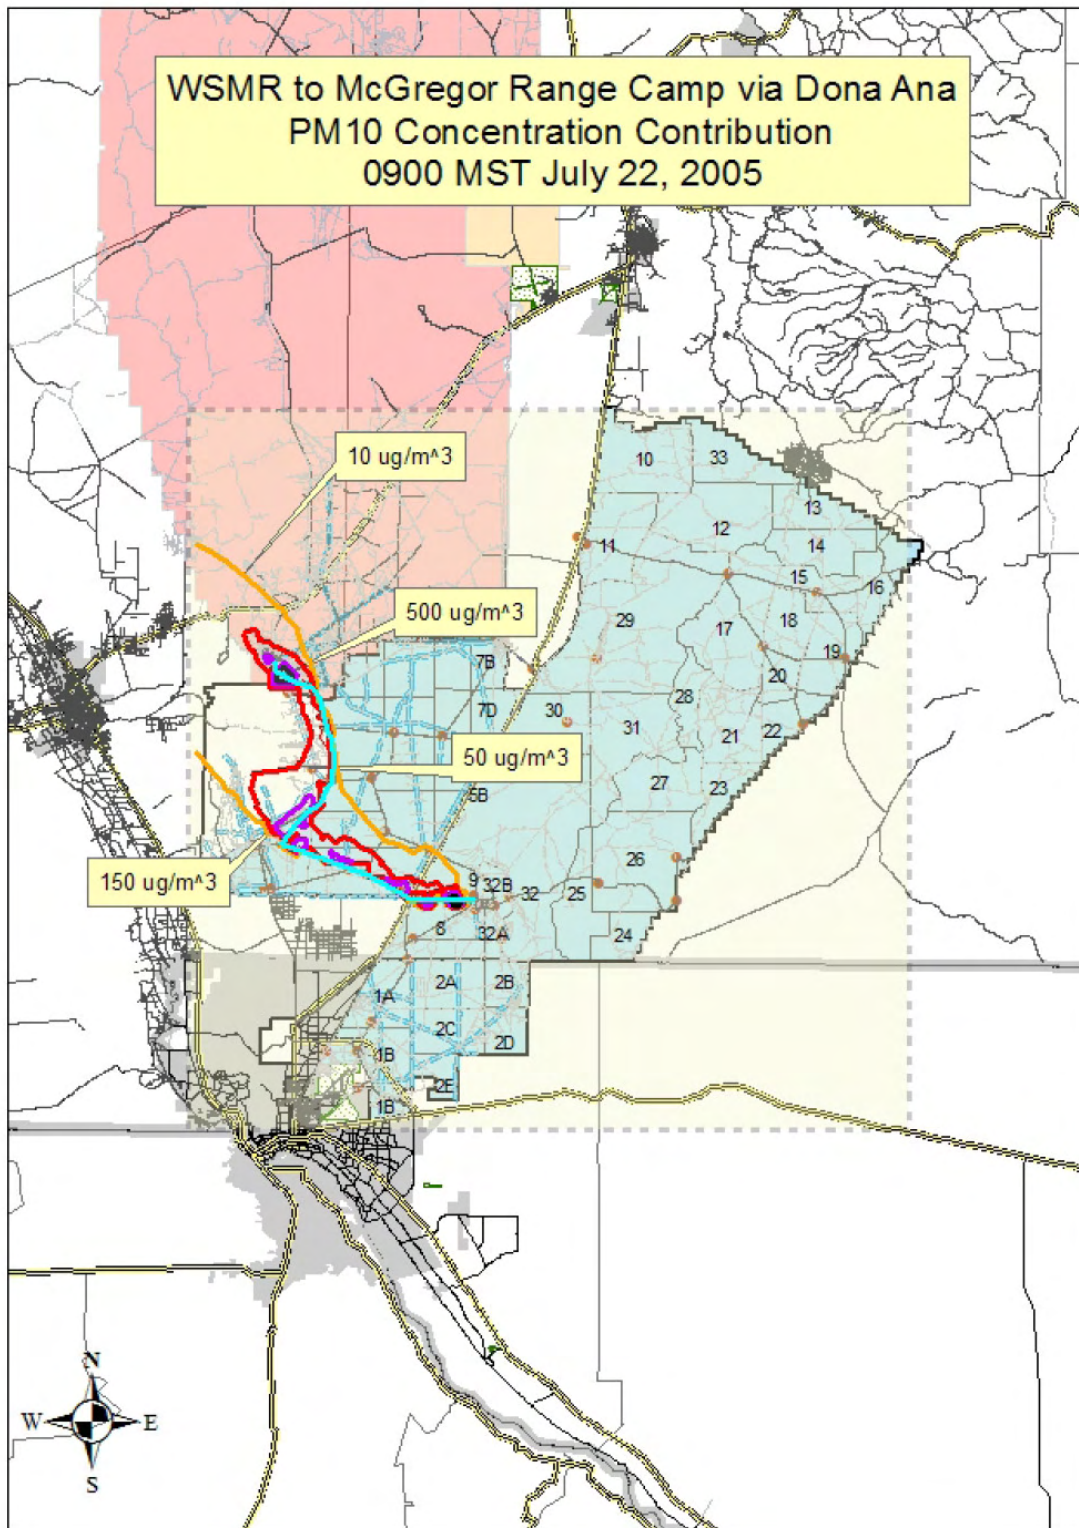 WSMR to McGregor Range Camp via Dona Ana
PM10 Concentration Contribution
0900 MST July 22, 2005
10 ug/m^3
10
33
13
12
14
11
15
16
500 ug/m^3
29
17
18
7B
19
20
28
7D
30
31
21
22
50 ug/m^3
27
23
5B
26
150 ug/m^3
9
32B
32
25
8
32A
24
2A
2B
1A
2C
2D
1B
2E
1B
N
W
E
S